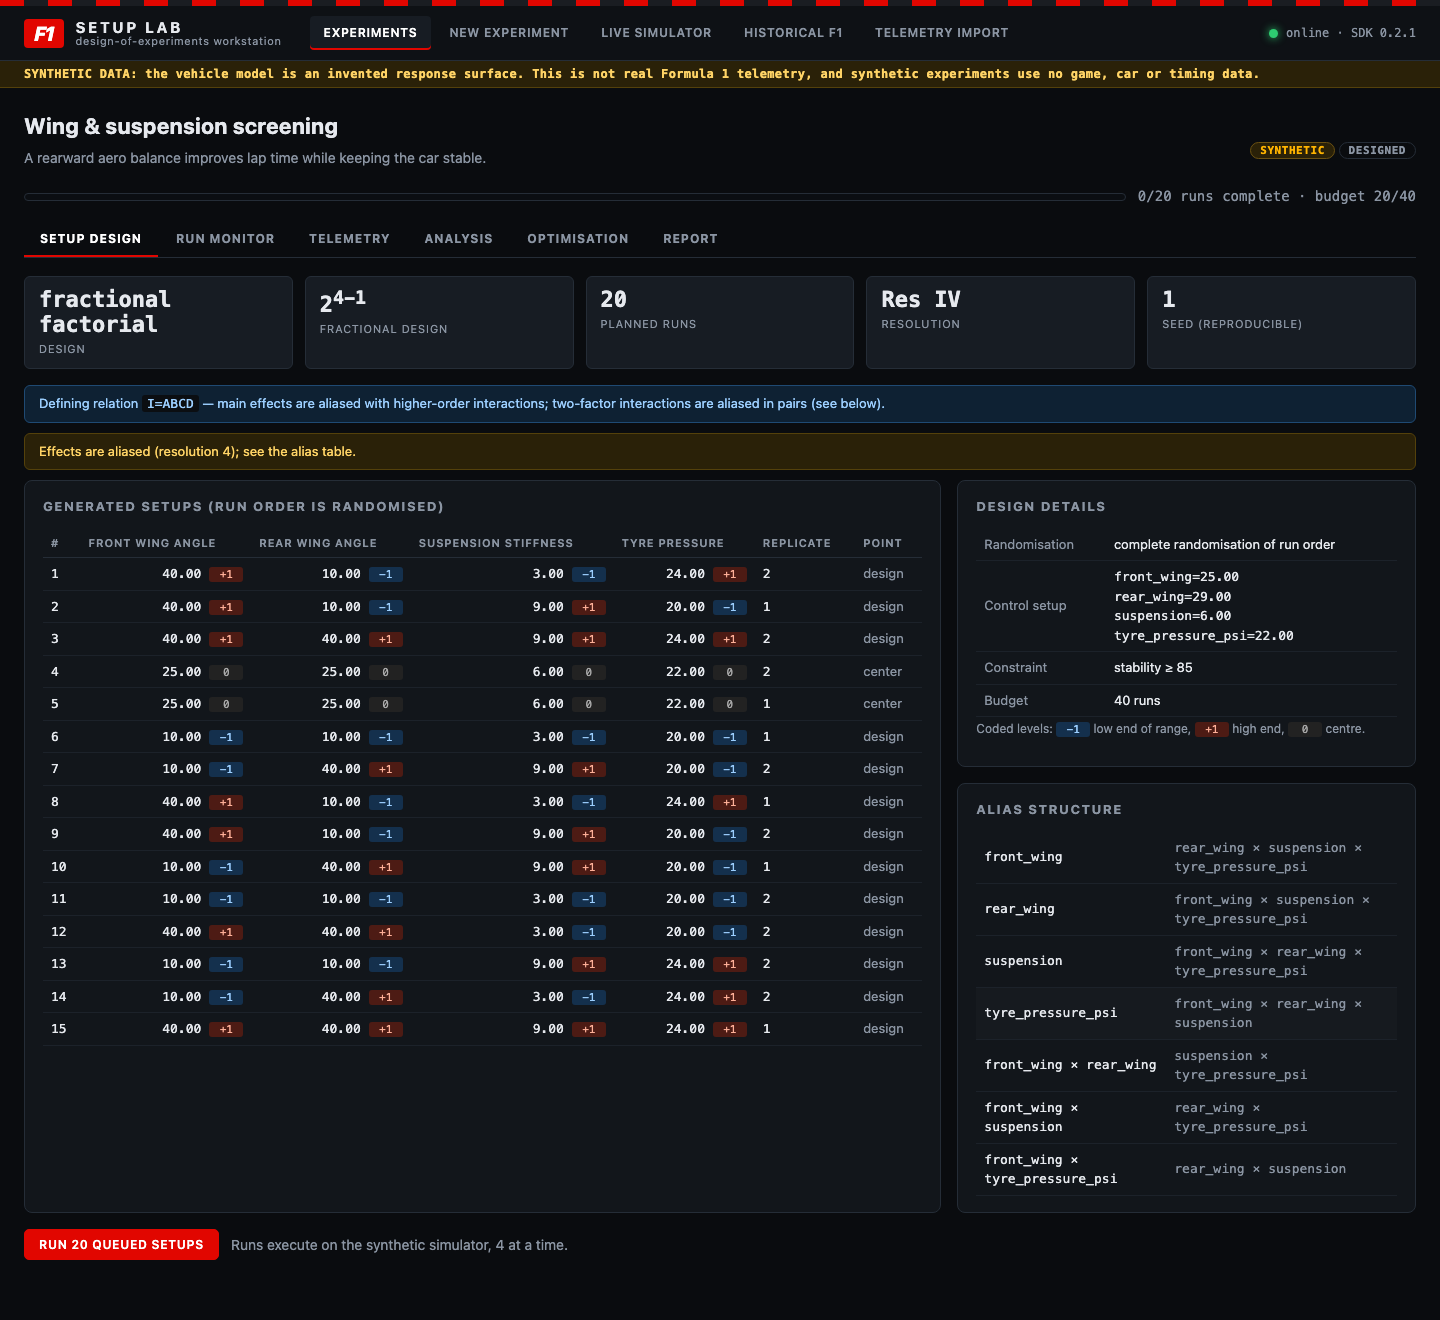 F1
SETUP LAB
design-of-experiments workstation
EXPERIMENTS
NEW EXPERIMENT
LIVE SIMULATOR
HISTORICAL F1
TELEMETRY IMPORT
online · SDK 0.2.1
SYNTHETIC DATA: the vehicle model is an invented response surface. This is not real Formula 1 telemetry, and synthetic experiments use no game, car or timing data.
Wing & suspension screening
A rearward aero balance improves lap time while keeping the car stable.
SYNTHETIC
DESIGNED
0/20 runs complete · budget 20/40
SETUP DESIGN
RUN MONITOR
TELEMETRY
ANALYSIS
OPTIMISATION
REPORT
fractional
factorial
DESIGN
2⁴⁻¹
FRACTIONAL DESIGN
20
PLANNED RUNS
Res IV
RESOLUTION
1
SEED (REPRODUCIBLE)
Defining relation I=ABCD — main effects are aliased with higher-order interactions; two-factor interactions are aliased in pairs (see below).
Effects are aliased (resolution 4); see the alias table.
GENERATED SETUPS (RUN ORDER IS RANDOMISED)
# FRONT WING ANGLE REAR WING ANGLE SUSPENSION STIFFNESS TYRE PRESSURE REPLICATE POINT
1 40.00 +1 10.00 −1 3.00 −1 24.00 +1 2 design
2 40.00 +1 10.00 −1 9.00 +1 20.00 −1 1 design
3 40.00 +1 40.00 +1 9.00 +1 24.00 +1 2 design
4 25.00 0 25.00 0 6.00 0 22.00 0 2 center
5 25.00 0 25.00 0 6.00 0 22.00 0 1 center
6 10.00 −1 10.00 −1 3.00 −1 20.00 −1 1 design
7 10.00 −1 40.00 +1 9.00 +1 20.00 −1 2 design
8 40.00 +1 10.00 −1 3.00 −1 24.00 +1 1 design
9 40.00 +1 10.00 −1 9.00 +1 20.00 −1 2 design
10 10.00 −1 40.00 +1 9.00 +1 20.00 −1 1 design
11 10.00 −1 10.00 −1 3.00 −1 20.00 −1 2 design
12 40.00 +1 40.00 +1 3.00 −1 20.00 −1 2 design
13 10.00 −1 10.00 −1 9.00 +1 24.00 +1 2 design
14 10.00 −1 40.00 +1 3.00 −1 24.00 +1 2 design
15 40.00 +1 40.00 +1 9.00 +1 24.00 +1 1 design
DESIGN DETAILS
Randomisation complete randomisation of run order
Control setup
front_wing=25.00
rear_wing=29.00
suspension=6.00
tyre_pressure_psi=22.00
Constraint stability ≥ 85
Budget 40 runs
Coded levels: −1 low end of range, +1 high end, 0 centre.
ALIAS STRUCTURE
front_wing
rear_wing × suspension ×
tyre_pressure_psi
rear_wing
front_wing × suspension ×
tyre_pressure_psi
suspension
front_wing × rear_wing ×
tyre_pressure_psi
tyre_pressure_psi
front_wing × rear_wing ×
suspension
front_wing × rear_wing
suspension ×
tyre_pressure_psi
front_wing ×
suspension
rear_wing ×
tyre_pressure_psi
front_wing ×
tyre_pressure_psi
rear_wing × suspension
RUN 20 QUEUED SETUPS
Runs execute on the synthetic simulator, 4 at a time.